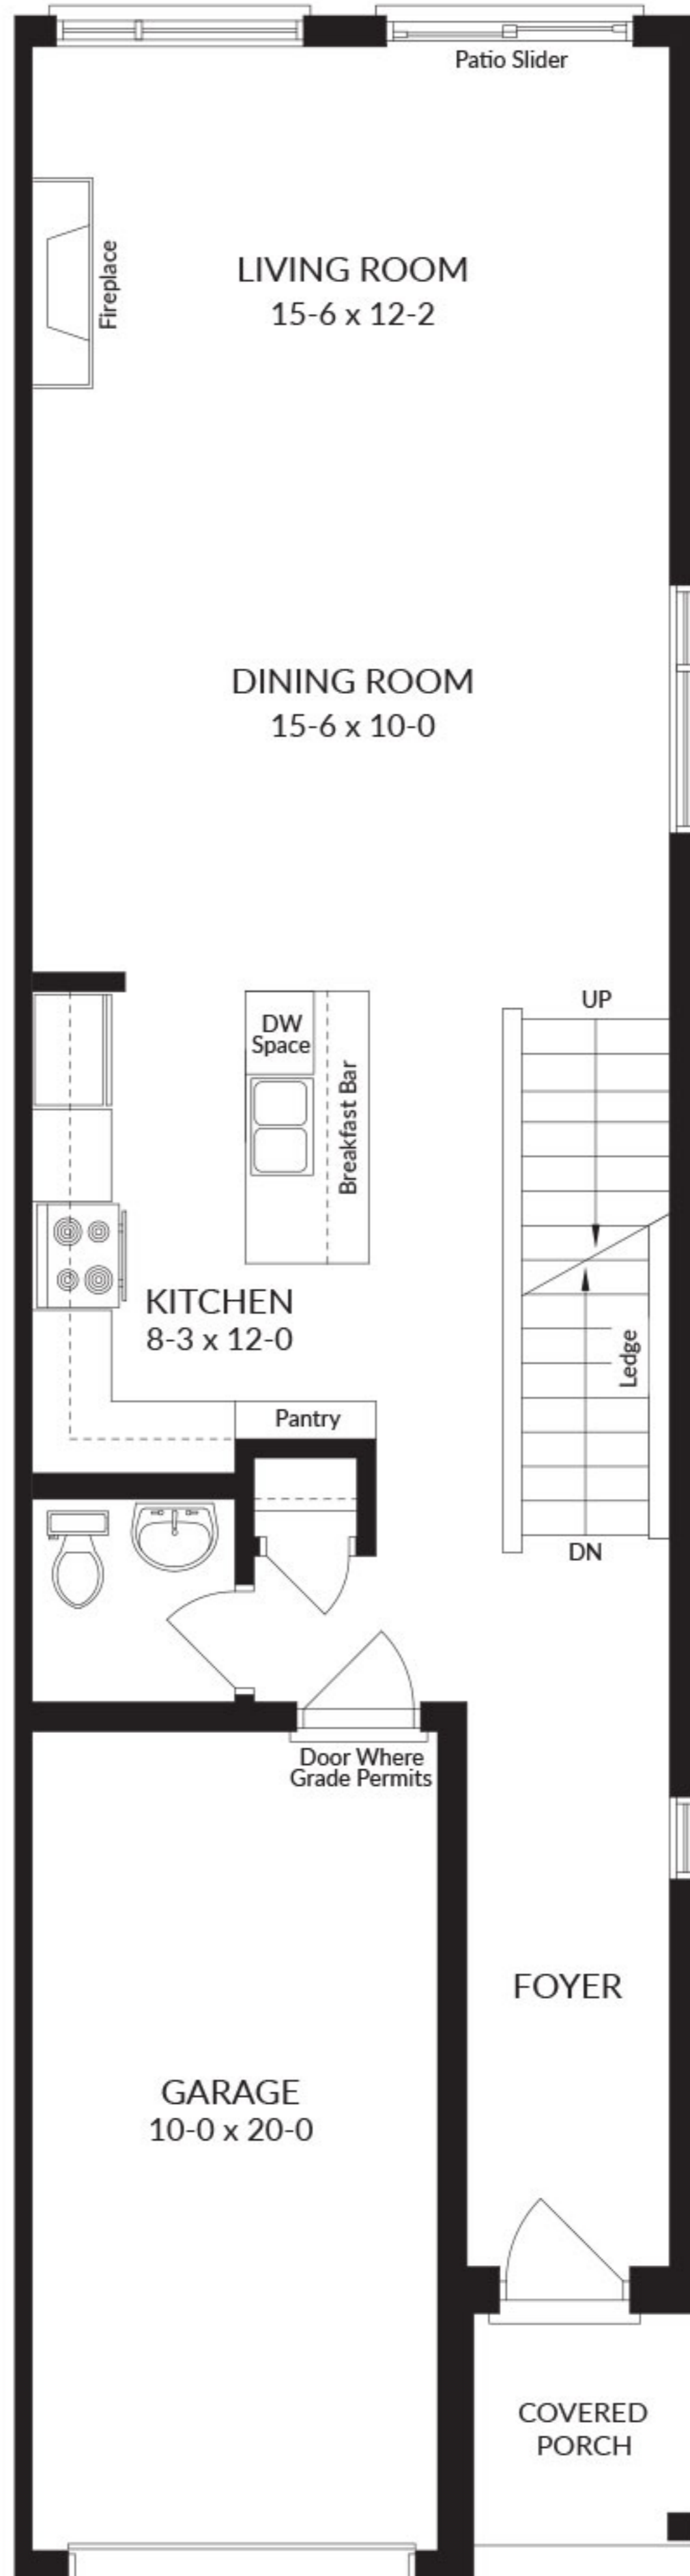 Patio Slider
Fireplace
LIVING ROOM
15-6 x 12-2
DINING ROOM
15-6 x 10-0
UP
DW
Space
Breakfast Bar
KITCHEN
8-3 x 12-0
Ledge
Pantry
DN
Door Where
Grade Permits
FOYER
GARAGE
10-0 x 20-0
COVERED
PORCH